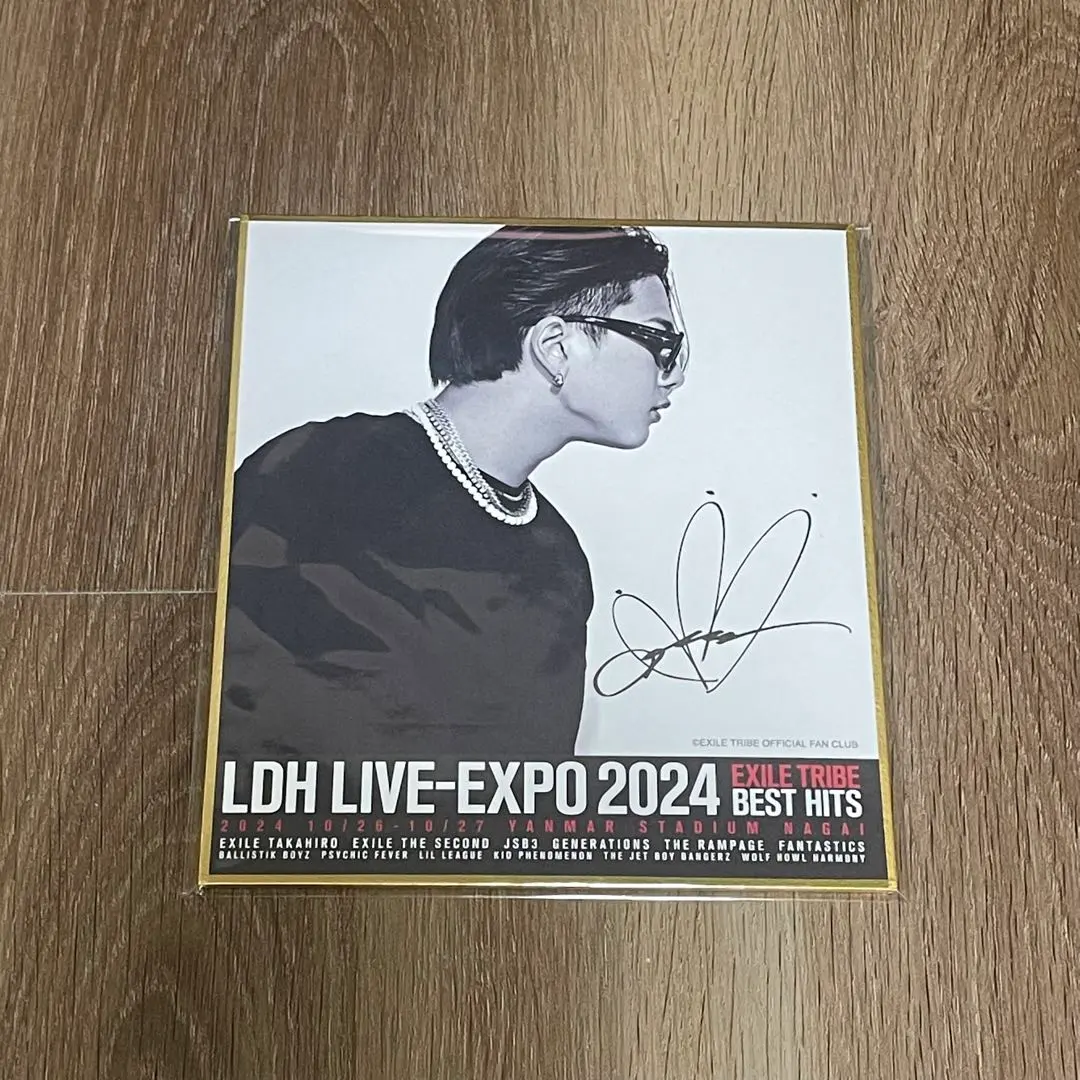 ©EXILE TRIBE OFFICIAL FAN CLUB
LDH LIVE-EXPO 2024 EXILE TRIBE BEST HITS
2024 10/26-10/27 YANMAR STADIUM NAGAI
EXILE TAKAHIRO EXILE THE SECOND JSB3 GENERATIONS THE RAMPAGE FANTASTICS
BALLISTIK BOYZ PSYCHIC FEVER LIL LEAGUE KID PHENOMENON THE JET BOY BANGERZ WOLF HOWL HARMONY